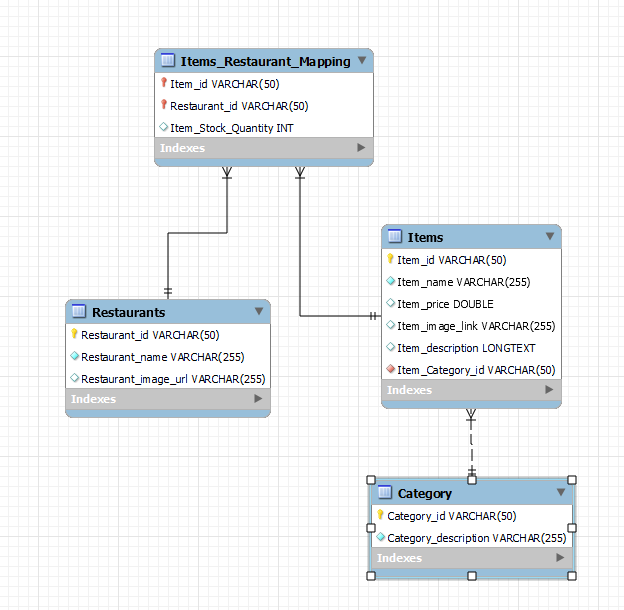 Items_Restaurant_Mapping
Item_id VARCHAR(50)
Restaurant_id VARCHAR(50)
Item_Stock_Quantity INT
Indexes
Items
Item_id VARCHAR(50)
Item_name VARCHAR(255)
Item_price DOUBLE
Item_image_link VARCHAR(255)
Item_description LONGTEXT
Item_Category_id VARCHAR(50)
Indexes
Restaurants
Restaurant_id VARCHAR(50)
Restaurant_name VARCHAR(255)
Restaurant_image_url VARCHAR(255)
Indexes
Category
Category_id VARCHAR(50)
Category_description VARCHAR(255)
Indexes